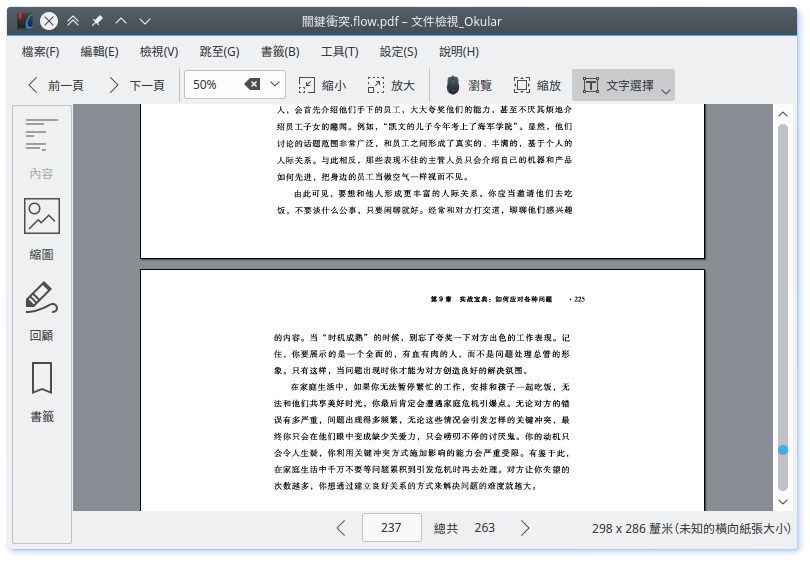 關鍵衝突.flow.pdf – 文件檢視_Okular
檔案(F) 編輯(E) 檢視(V) 跳至(G) 書籤(B) 工具(T) 設定(S) 說明(H)
前一頁 下一頁 50% 縮小 放大 瀏覽 縮放 文字選擇
內容
縮圖
回顧
書籤
人，会首先介绍他们手下的员工，大大夸奖他们的能力，甚至不厌其烦地介
绍员工子女的趣闻。例如，“凯文的儿子今年考上了海军学院”。显然，他们
讨论的话题范围非常广泛，和员工之间形成了真实的、丰满的，基于个人的
人际关系。与此相反，那些表现不佳的主管人员只会介绍自己的机器和产品
如何先进，把身边的员工当做空气一样视而不见。
由此可见，要想和他人形成更丰富的人际关系，你应当邀请他们去吃
饭，不要谈什么公事，只要闲聊就好。经常和对方打交道，聊聊他们感兴趣
第9章 实战宝典：如何应对各种问题 ·225
的内容。当“时机成熟”的时候，别忘了夸奖一下对方出色的工作表现。记
住，你要展示的是一个全面的，有血有肉的人，而不是问题处理总管的形
象。只有这样，当问题出现时你才能为对方创造良好的解决氛围。
在家庭生活中，如果你无法暂停繁忙的工作，安排和孩子一起吃饭，无
法和他们共享美好时光，你最后肯定会遭遇家庭危机引爆点。无论对方的错
误有多严重，问题出现得多频繁，无论这些情况会引发怎样的关键冲突，最
终你只会在他们眼中变成缺少关爱力，只会唠叨不停的讨厌鬼。你的动机只
会令人生疑，你利用关键冲突方式施加影响的能力会严重受限。有鉴于此，
在家庭生活中千万不要等问题累积到引发危机时再去处理。对方让你失望的
次数越多，你想通过建立良好关系的方式来解决问题的难度就越大。
237 總共 263 298 x 286 釐米(未知的橫向紙張大小)